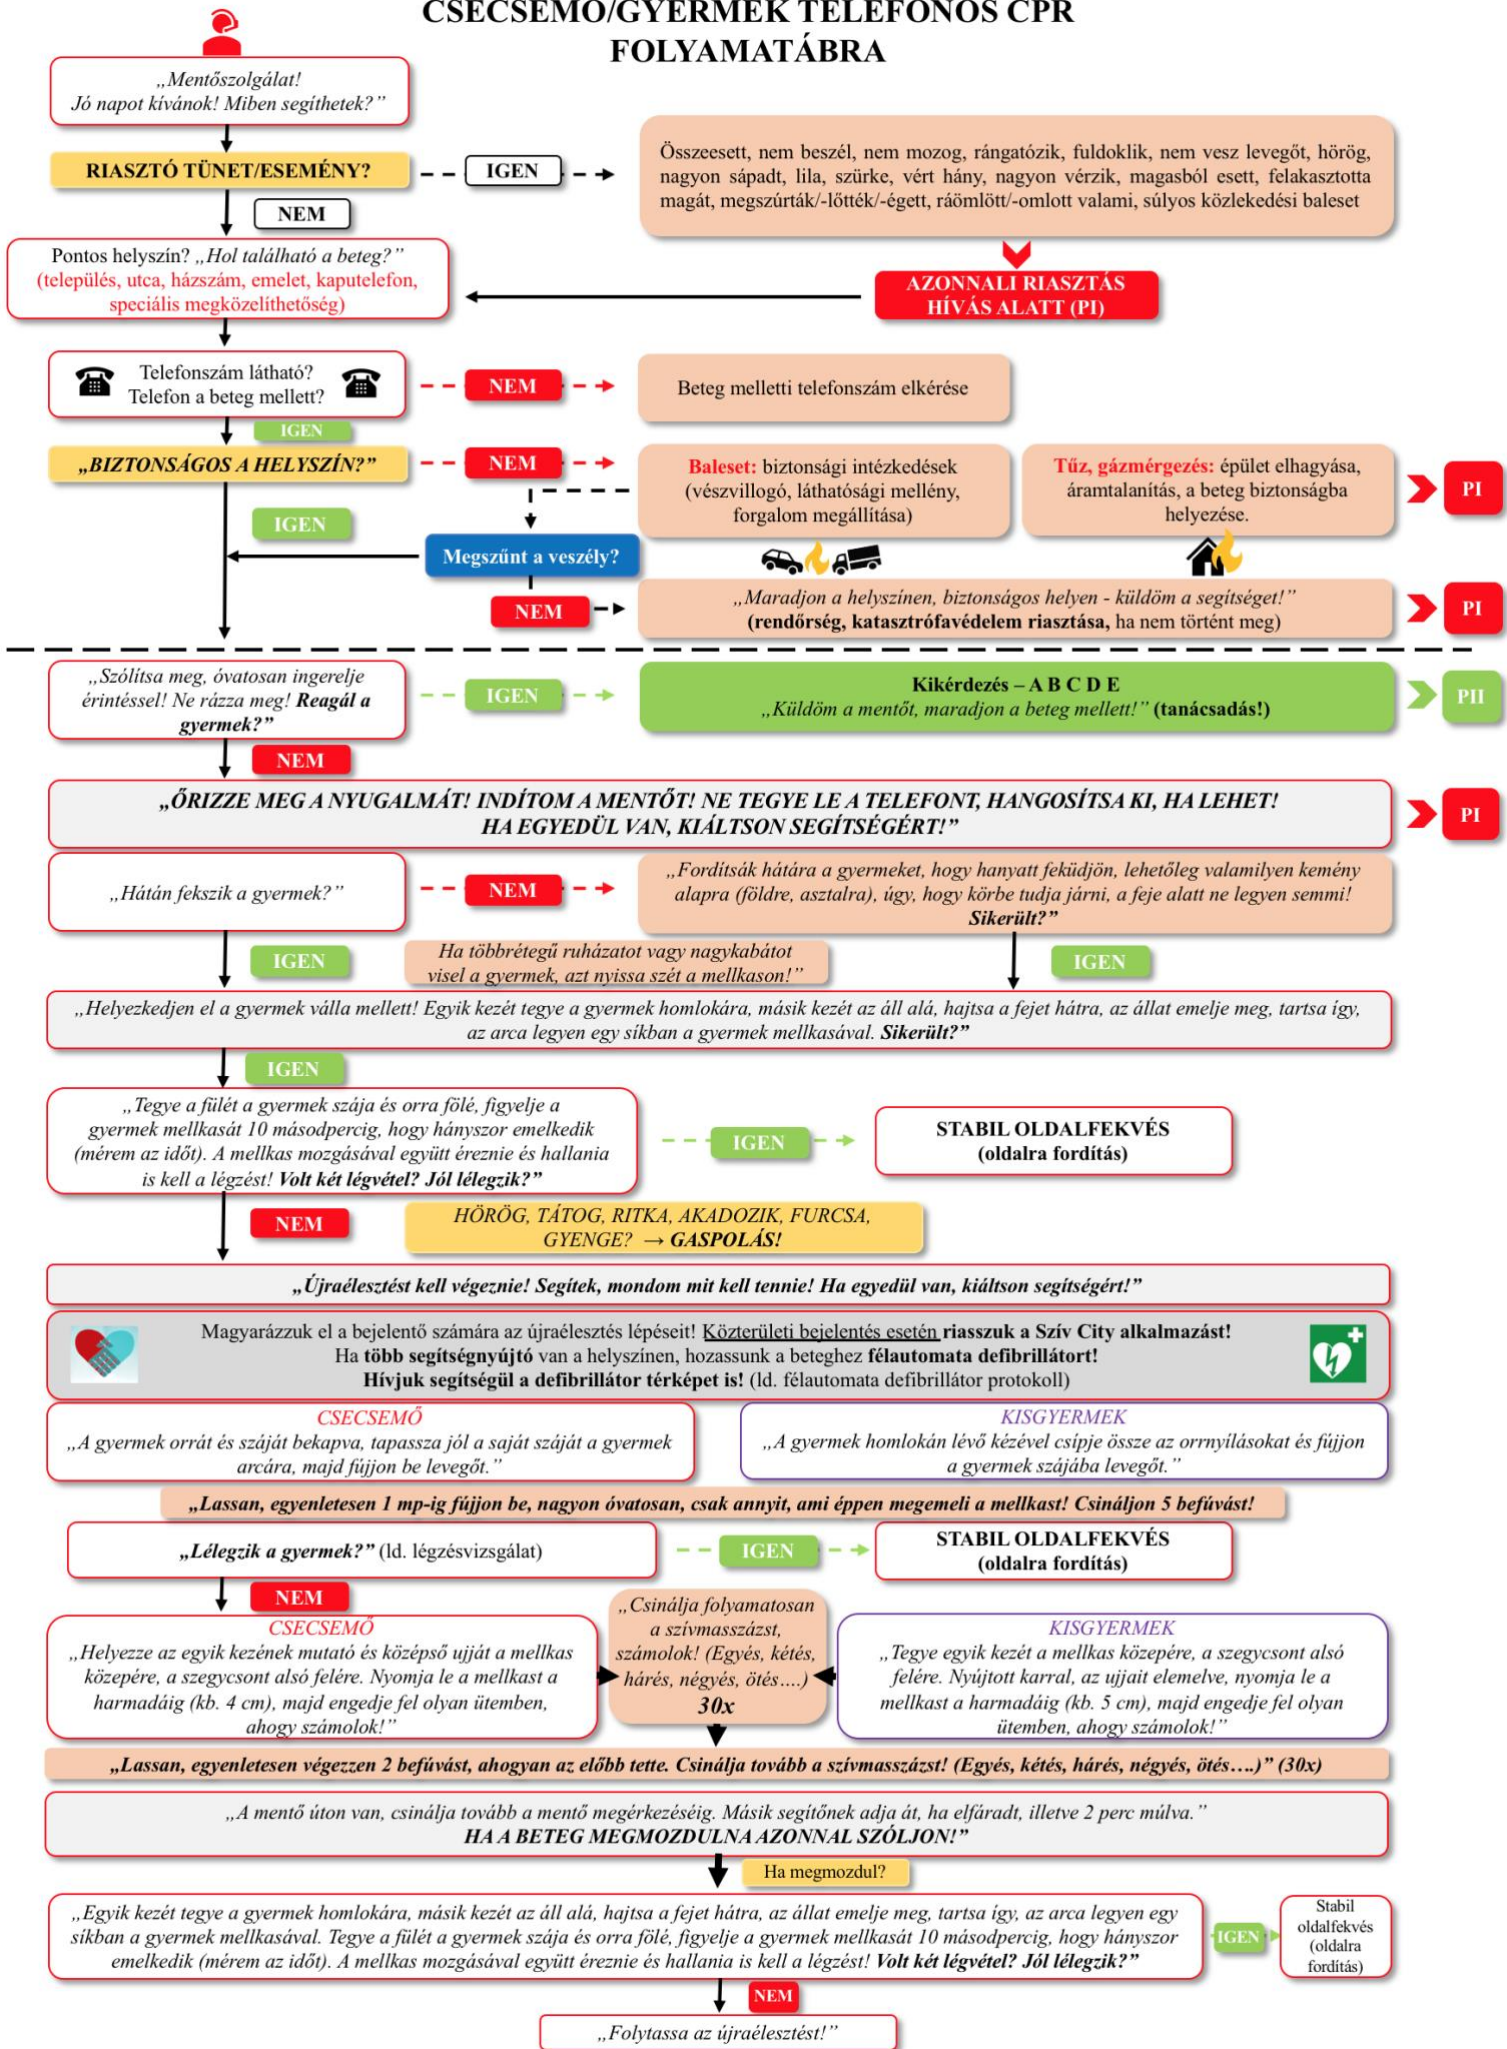 CSECSEMŐ/GYERMEK TELEFONOS CPR
FOLYAMATÁBRA
„Mentőszolgálat!
Jó napot kívánok! Miben segíthetek?”
RIASZTÓ TÜNET/ESEMÉNY?
IGEN
Összeesett, nem beszél, nem mozog, rángatózik, fuldoklik, nem vesz levegőt, hörög,
nagyon sápadt, lila, szürke, vért hány, nagyon vérzik, magasból esett, felakasztotta
magát, megszúrták/-lőtték/-égett, ráömlött/-omlott valami, súlyos közlekedési baleset
NEM
Pontos helyszín? „Hol található a beteg?”
(település, utca, házszám, emelet, kaputelefon,
speciális megközelíthetőség)
AZONNALI RIASZTÁS
HÍVÁS ALATT (PI)
Telefonszám látható?
Telefon a beteg mellett?
NEM
Beteg melletti telefonszám elkérése
IGEN
„BIZTONSÁGOS A HELYSZÍN?”
NEM
Baleset: biztonsági intézkedések
(vészvillogó, láthatósági mellény,
forgalom megállítása)
Tűz, gázmérgezés: épület elhagyása,
áramtalanítás, a beteg biztonságba
helyezése.
PI
IGEN
Megszűnt a veszély?
NEM
„Maradjon a helyszínen, biztonságos helyen - küldöm a segítséget!”
(rendőrség, katasztrófavédelem riasztása, ha nem történt meg)
PI
„Szólítsa meg, óvatosan ingerelje
érintéssel! Ne rázza meg! Reagál a
gyermek?”
IGEN
Kikérdezés – A B C D E
„Küldöm a mentőt, maradjon a beteg mellett!” (tanácsadás!)
PII
NEM
„ŐRIZZE MEG A NYUGALMÁT! INDÍTOM A MENTŐT! NE TEGYE LE A TELEFONT, HANGOSÍTSA KI, HA LEHET!
HA EGYEDÜL VAN, KIÁLTSON SEGÍTSÉGÉRT!”
PI
„Hátán fekszik a gyermek?”
NEM
„Fordítsák hátára a gyermeket, hogy hanyatt feküdjön, lehetőleg valamilyen kemény
alapra (földre, asztalra), úgy, hogy körbe tudja járni, a feje alatt ne legyen semmi!
Sikerült?”
IGEN
Ha többrétegű ruházatot vagy nagykabátot
visel a gyermek, azt nyissa szét a mellkason!”
IGEN
„Helyezkedjen el a gyermek válla mellett! Egyik kezét tegye a gyermek homlokára, másik kezét az áll alá, hajtsa a fejet hátra, az állat emelje meg, tartsa így,
az arca legyen egy síkban a gyermek mellkasával. Sikerült?”
IGEN
„Tegye a fülét a gyermek szája és orra fölé, figyelje a
gyermek mellkasát 10 másodpercig, hogy hányszor emelkedik
(mérem az időt). A mellkas mozgásával együtt éreznie és hallania
is kell a légzést! Volt két légvétel? Jól lélegzik?”
IGEN
STABIL OLDALFEKVÉS
(oldalra fordítás)
NEM
HÖRÖG, TÁTOG, RITKA, AKADOZIK, FURCSA,
GYENGE? → GASPOLÁS!
„Újraélesztést kell végeznie! Segítek, mondom mit kell tennie! Ha egyedül van, kiáltson segítségért!”
Magyarázzuk el a bejelentő számára az újraélesztés lépéseit! Közterületi bejelentés esetén riasszuk a Szív City alkalmazást!
Ha több segítségnyújtó van a helyszínen, hozassunk a beteghez félautomata defibrillátort!
Hívjuk segítségül a defibrillátor térképet is! (ld. félautomata defibrillátor protokoll)
CSECSEMŐ
„A gyermek orrát és száját bekapva, tapassza jól a saját száját a gyermek
arcára, majd fújjon be levegőt.”
KISGYERMEK
„A gyermek homlokán lévő kézével csípje össze az orrnyílásokat és fújjon
a gyermek szájába levegőt.”
„Lassan, egyenletesen 1 mp-ig fújjon be, nagyon óvatosan, csak annyit, ami éppen megemeli a mellkast! Csináljon 5 befúvást!
„Lélegzik a gyermek?” (ld. légzésvizsgálat)
IGEN
STABIL OLDALFEKVÉS
(oldalra fordítás)
NEM
CSECSEMŐ
„Helyezze az egyik kezének mutató és középső ujját a mellkas
közepére, a szegycsont alsó felére. Nyomja le a mellkast a
harmadáig (kb. 4 cm), majd engedje fel olyan ütemben,
ahogy számolok!”
„Csinálja folyamatosan
a szívmasszázst,
számolok! (Egyés, kétés,
hárés, négyés, ötés….)
30x
KISGYERMEK
„Tegye egyik kezét a mellkas közepére, a szegycsont alsó
felére. Nyújtott karral, az ujjait elemelve, nyomja le a
mellkast a harmadáig (kb. 5 cm), majd engedje fel olyan
ütemben, ahogy számolok!”
„Lassan, egyenletesen végezzen 2 befúvást, ahogyan az előbb tette. Csinálja tovább a szívmasszázst! (Egyés, kétés, hárés, négyés, ötés….)” (30x)
„A mentő úton van, csinálja tovább a mentő megérkezéséig. Másik segítőnek adja át, ha elfáradt, illetve 2 perc múlva.”
HA A BETEG MEGMOZDULNA AZONNAL SZÓLJON!”
Ha megmozdul?
„Egyik kezét tegye a gyermek homlokára, másik kezét az áll alá, hajtsa a fejet hátra, az állat emelje meg, tartsa így, az arca legyen egy
síkban a gyermek mellkasával. Tegye a fülét a gyermek szája és orra fölé, figyelje a gyermek mellkasát 10 másodpercig, hogy hányszor
emelkedik (mérem az időt). A mellkas mozgásával együtt éreznie és hallania is kell a légzést! Volt két légvétel? Jól lélegzik?”
IGEN
Stabil
oldalfekvés
(oldalra
fordítás)
NEM
„Folytassa az újraélesztést!”